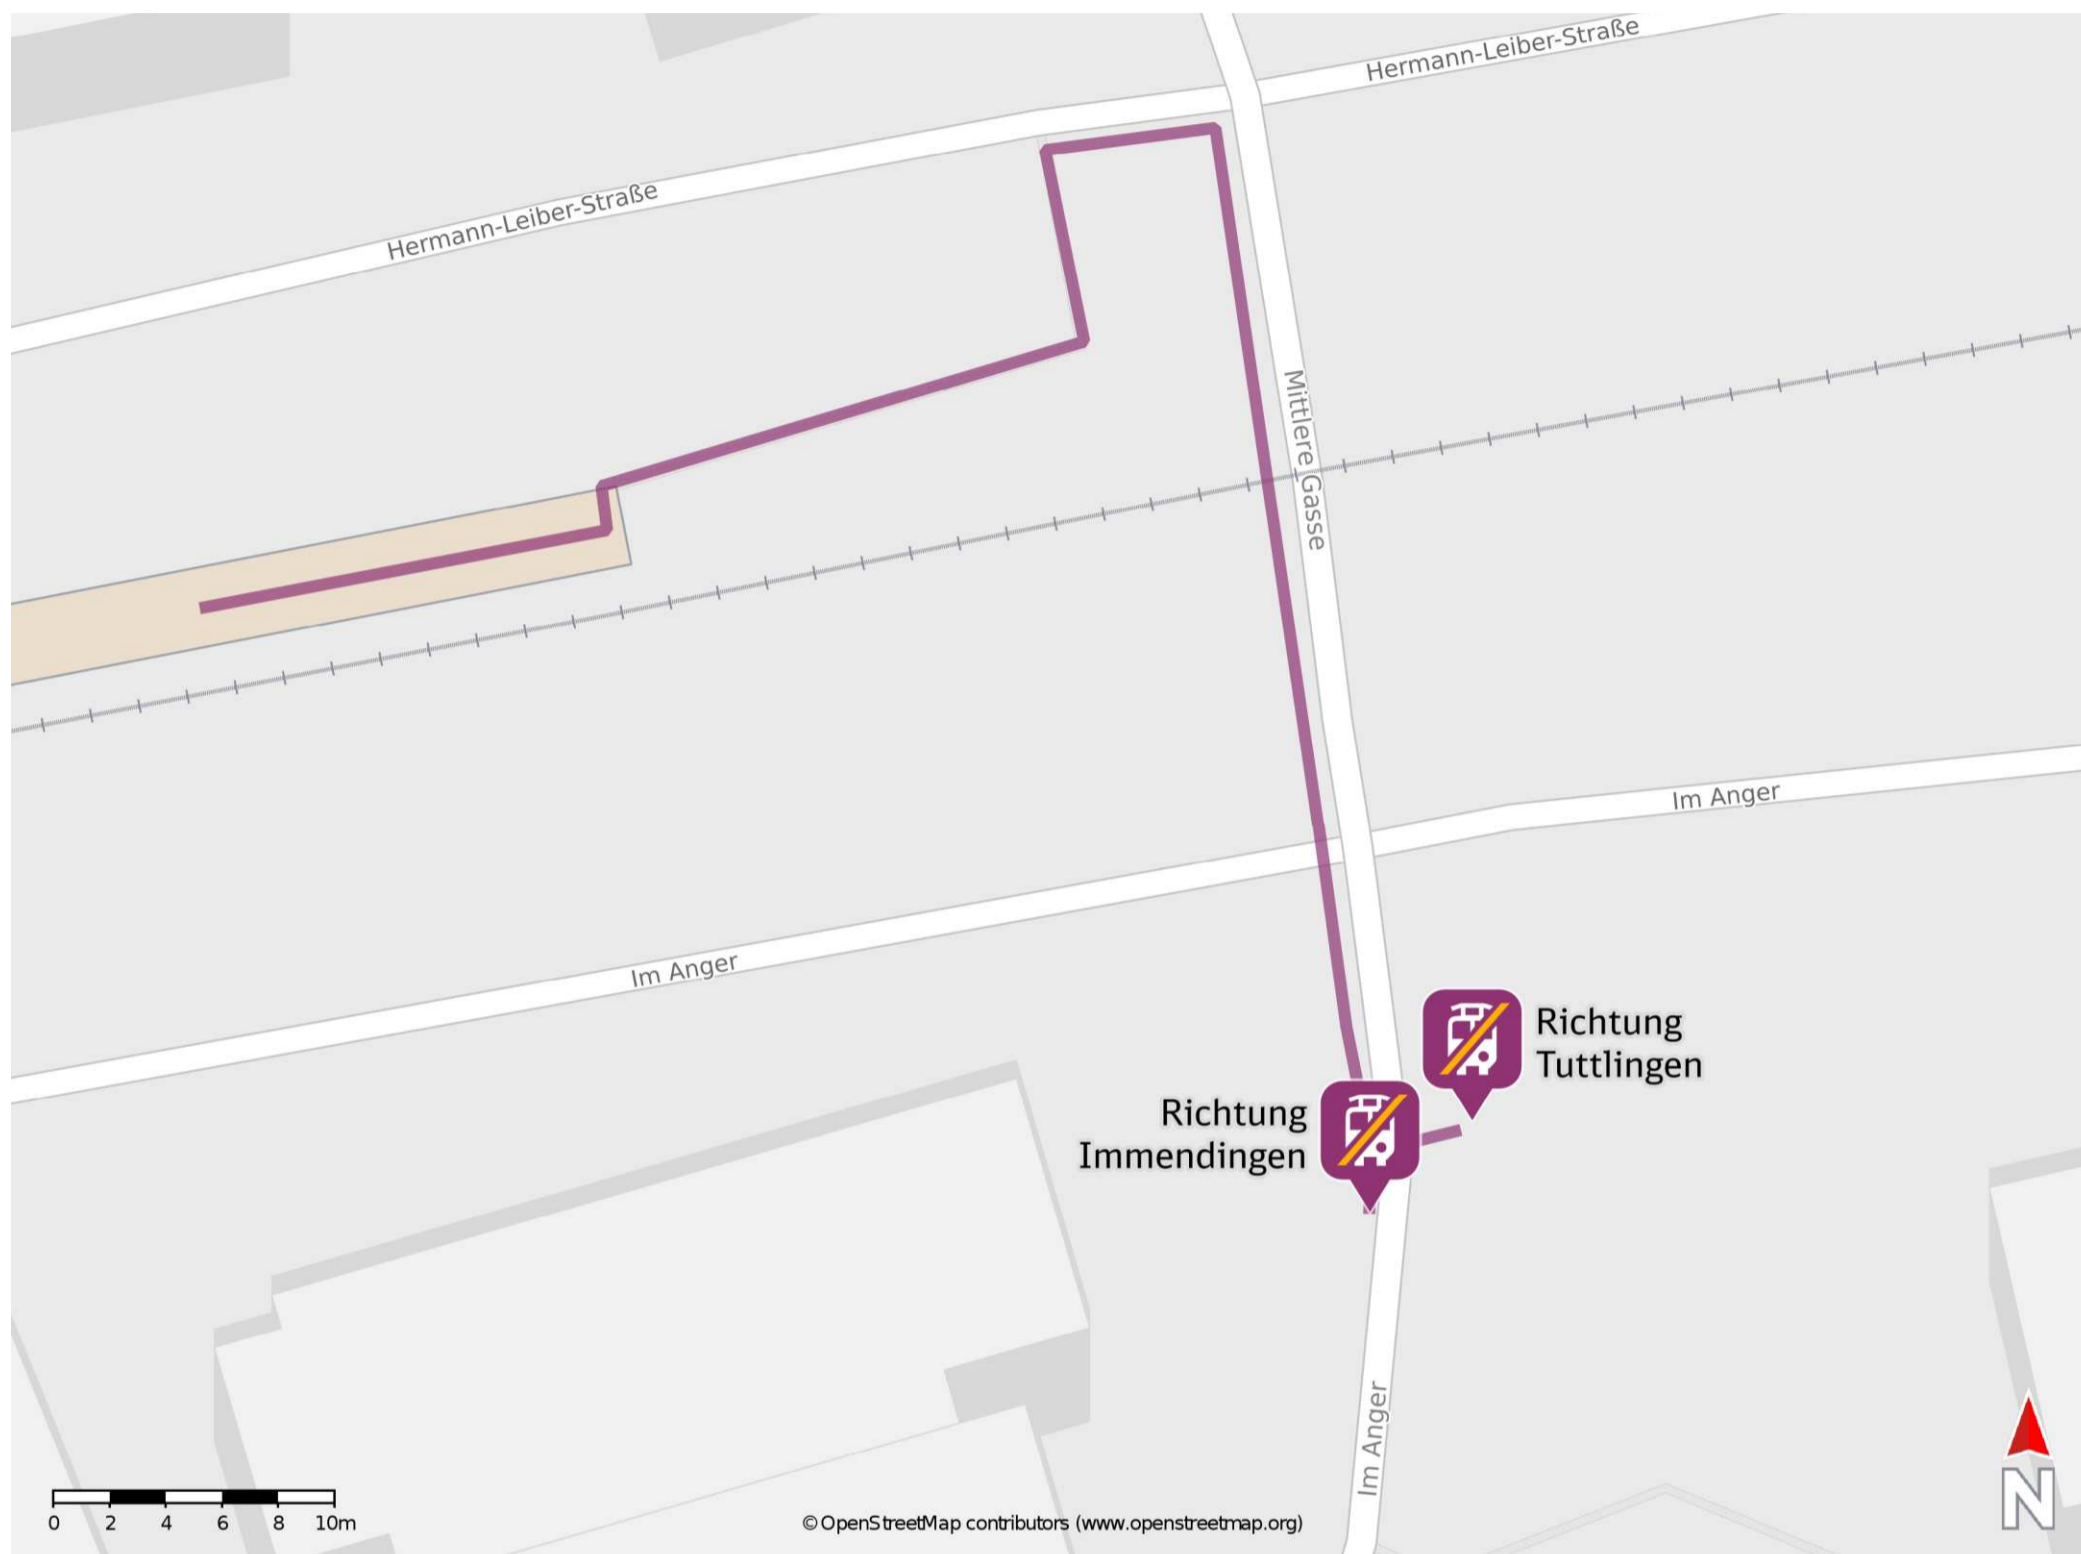 Hermann-Leiber-Straße
Hermann-Leiber-Straße
Mittlere Gasse
Im Anger
Im Anger
Richtung
Tuttlingen
Richtung
Immendingen
Im Anger
0 2 4 6 8 10m
©OpenStreetMap contributors (www.openstreetmap.org)
N